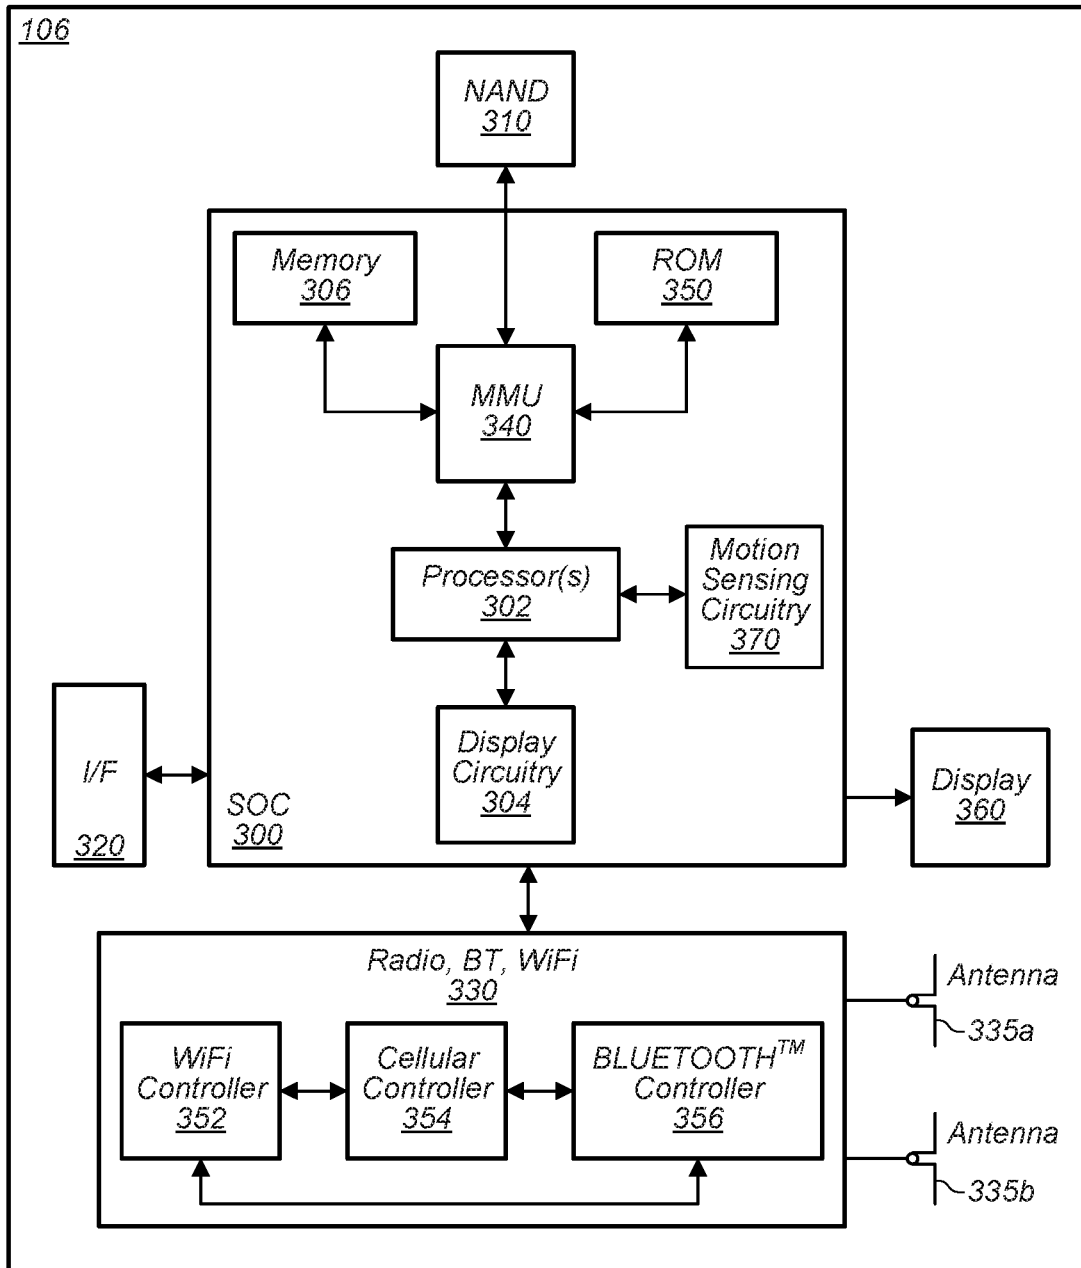 106
NAND
310
Memory
306
ROM
350
MMU
340
Processor(s)
302
Motion
Sensing
Circuitry
370
Display
Circuitry
304
I/F
320
SOC
300
Display
360
Radio, BT, WiFi
330
WiFi
Controller
352
Cellular
Controller
354
BLUETOOTH™
Controller
356
Antenna
335a
Antenna
335b